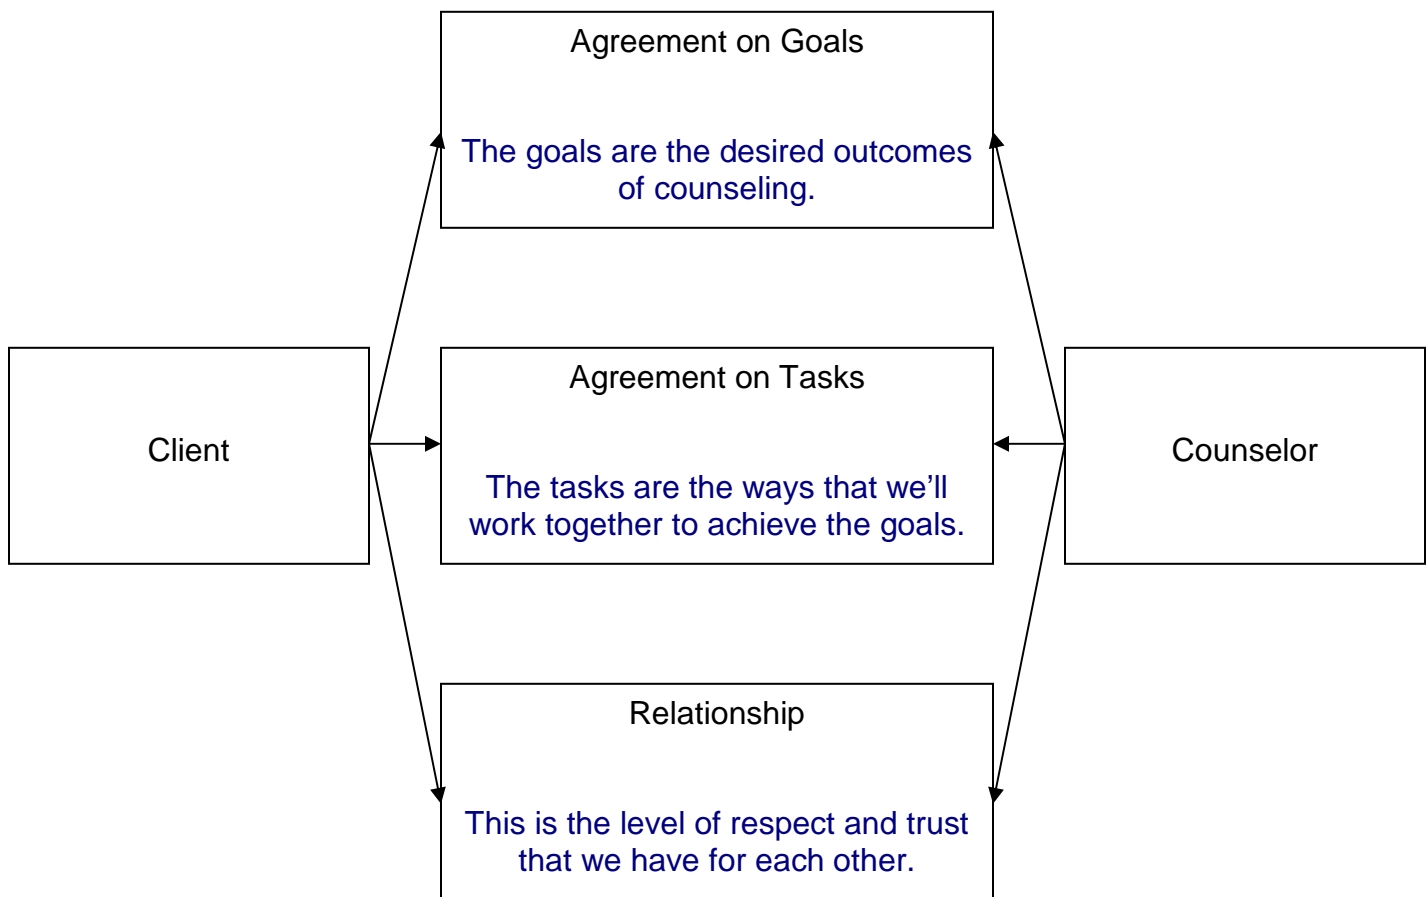 Agreement on Goals
The goals are the desired outcomes
of counseling.
Client
Agreement on Tasks
The tasks are the ways that we’ll
work together to achieve the goals.
Counselor
Relationship
This is the level of respect and trust
that we have for each other.